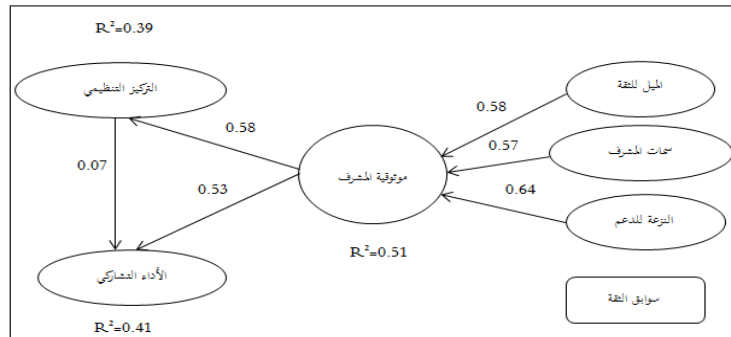 R²=0.39
التركيز التنظيمي
الميل للثقة
0.58
0.58
سمات المشرف
0.57
0.07
موثوقية المشرف
0.53
0.64
النزعة للدعم
R²=0.51
الأداء التشاركي
سوابق الثقة
R²=0.41